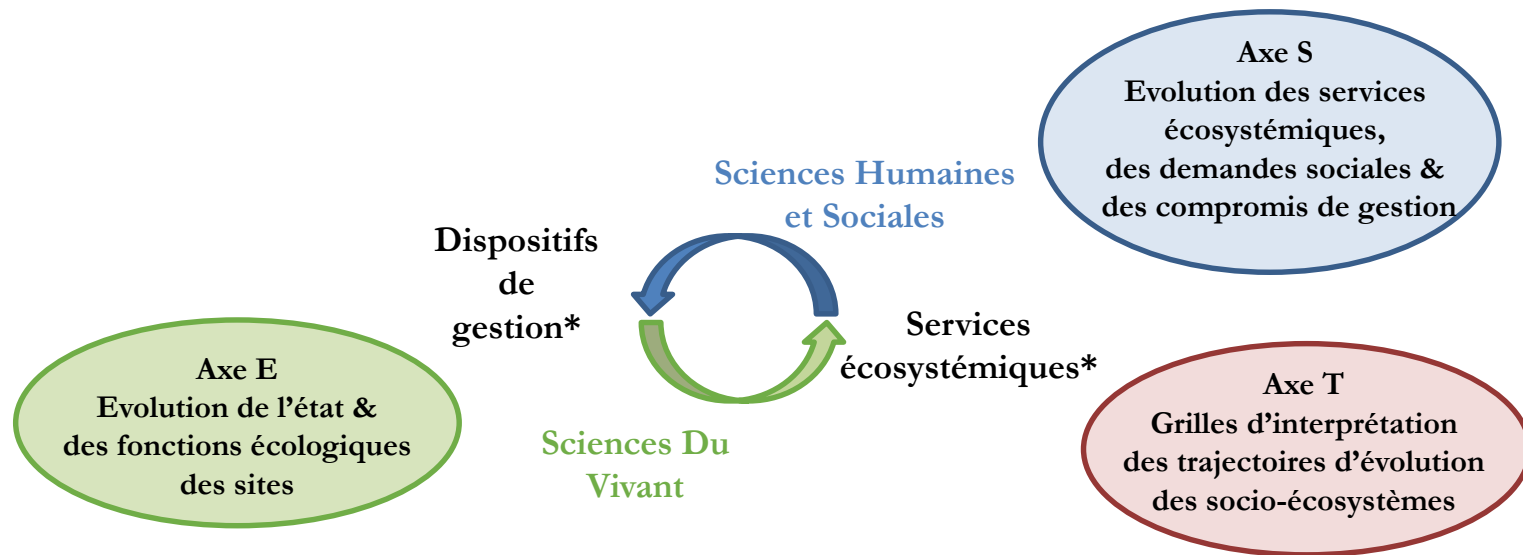 Axe S
Evolution des services
écosystémiques,
des demandes sociales &
des compromis de gestion
Sciences Humaines
et Sociales
Dispositifs
de
gestion*
Services
écosystémiques*
Axe E
Evolution de l’état &
des fonctions écologiques
des sites
Sciences Du
Vivant
Axe T
Grilles d’interprétation
des trajectoires d’évolution
des socio-écosystèmes